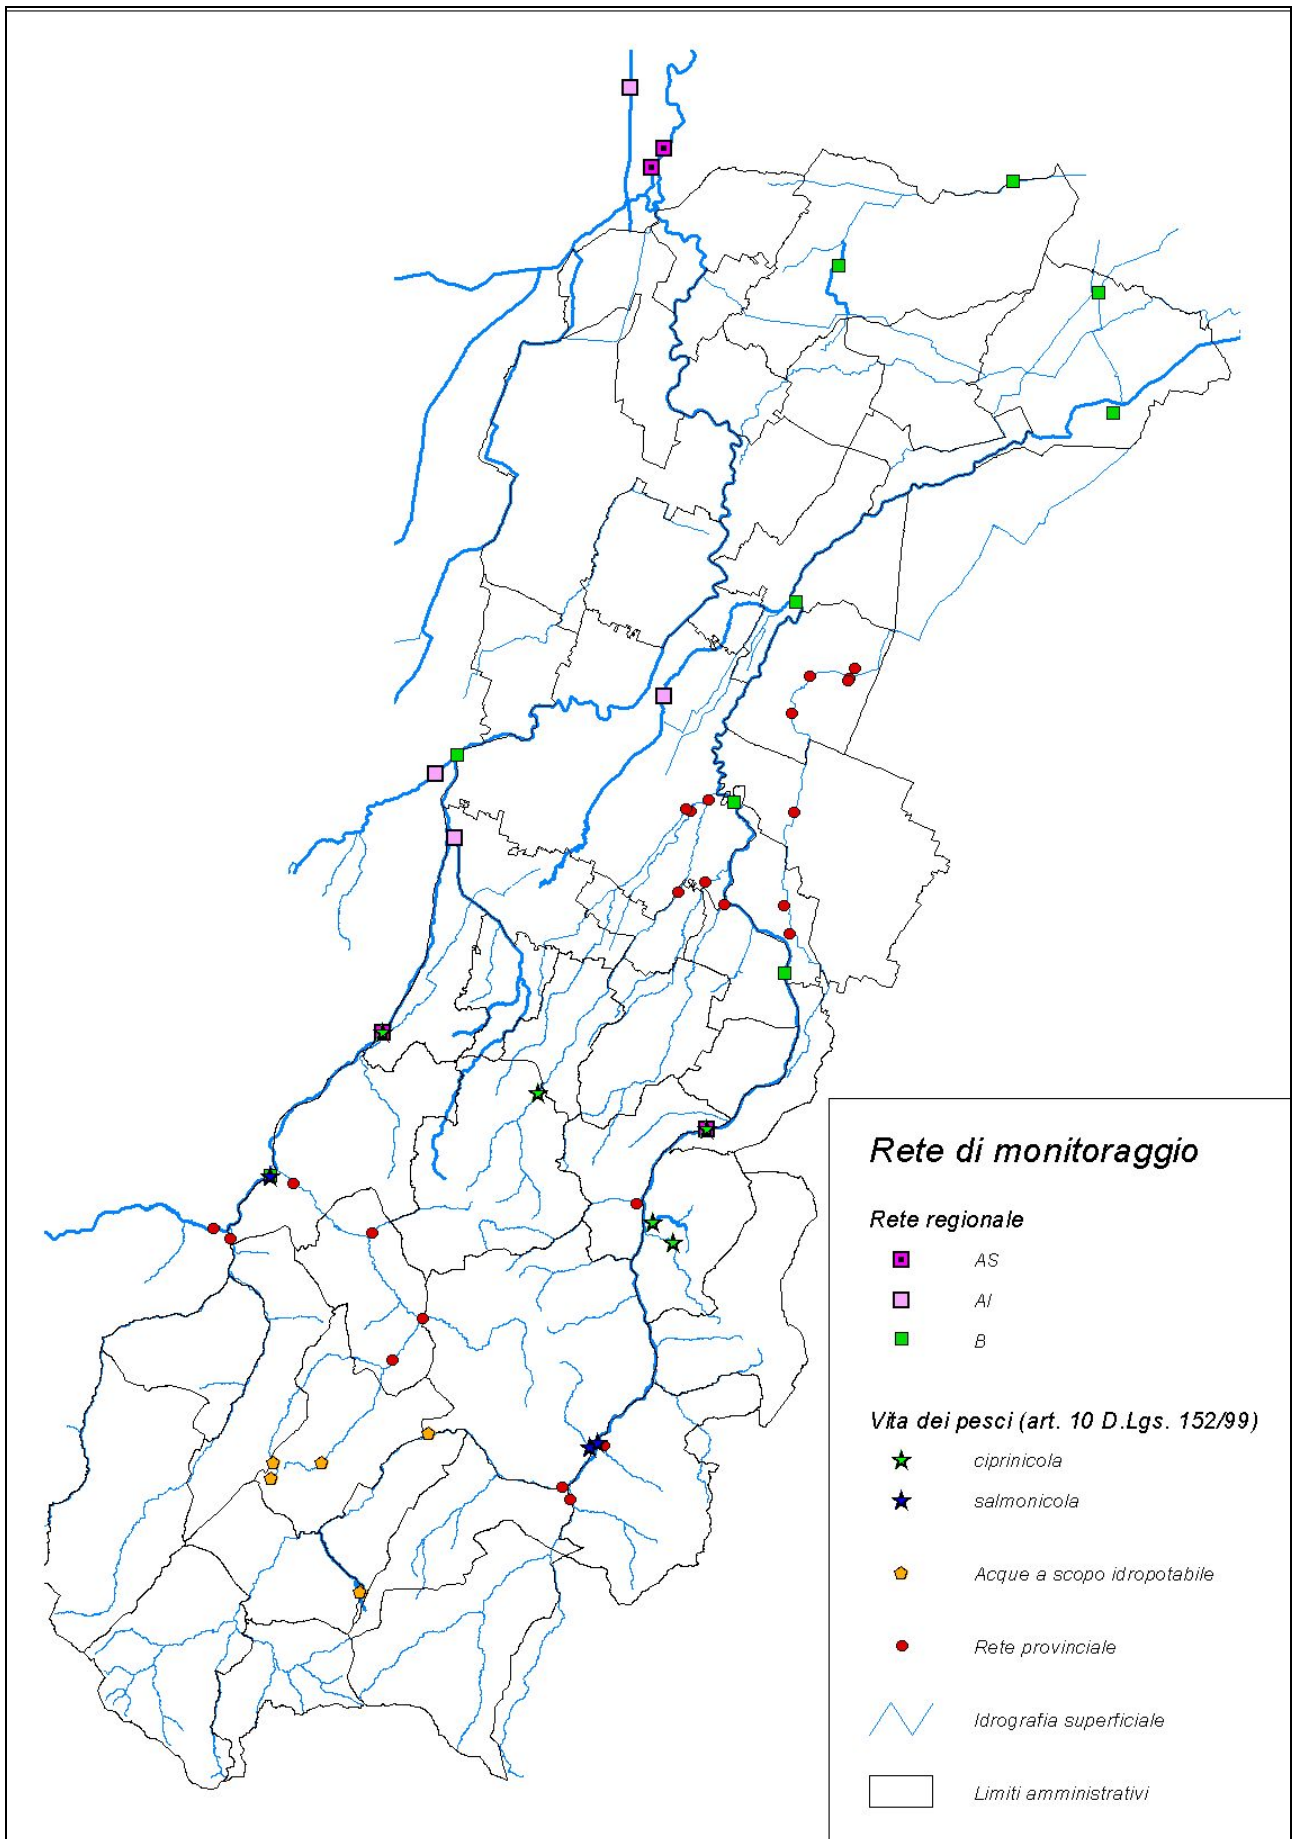 Rete di monitoraggio
Rete regionale
AS
AI
B
Vita dei pesci (art. 10 D.Lgs. 152/99)
ciprinicola
salmonicola
Acque a scopo idropotabile
Rete provinciale
Idrografia superficiale
Limiti amministrativi